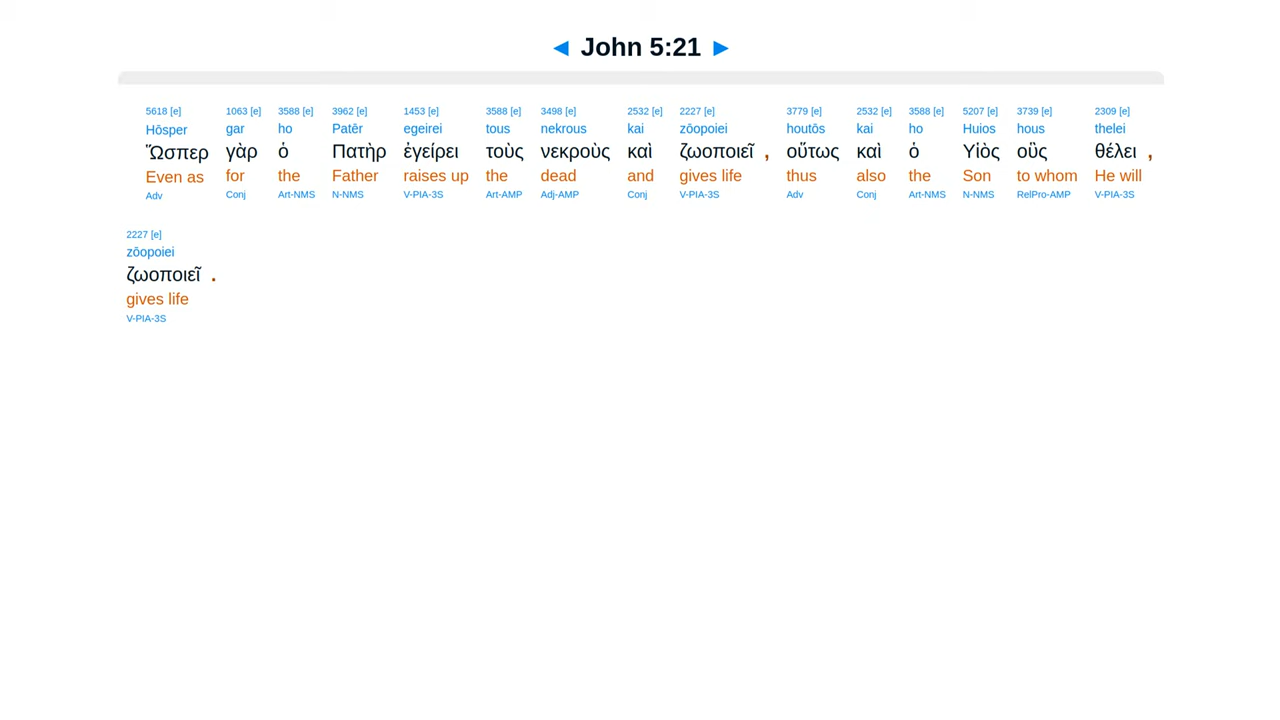 ◄ John 5:21 ►
5618 [e] 1063 [e] 3588 [e] 3962 [e] 1453 [e] 3588 [e] 3498 [e] 2532 [e] 2227 [e] 3779 [e] 2532 [e] 3588 [e] 5207 [e] 3739 [e] 2309 [e]
Hōsper gar ho Patēr egeirei tous nekrous kai zōopoiei houtōs kai ho Huios hous thelei
Ὥσπερ γὰρ ὁ Πατὴρ ἐγείρει τοὺς νεκροὺς καὶ ζωοποιεῖ , οὕτως καὶ ὁ Υἱὸς οὓς θέλει ,
Even as for the Father raises up the dead and gives life thus also the Son to whom He will
Adv Conj Art-NMS N-NMS V-PIA-3S Art-AMP Adj-AMP Conj V-PIA-3S Adv Conj Art-NMS N-NMS RelPro-AMP V-PIA-3S
2227 [e]
zōopoiei
ζωοποιεῖ .
gives life
V-PIA-3S